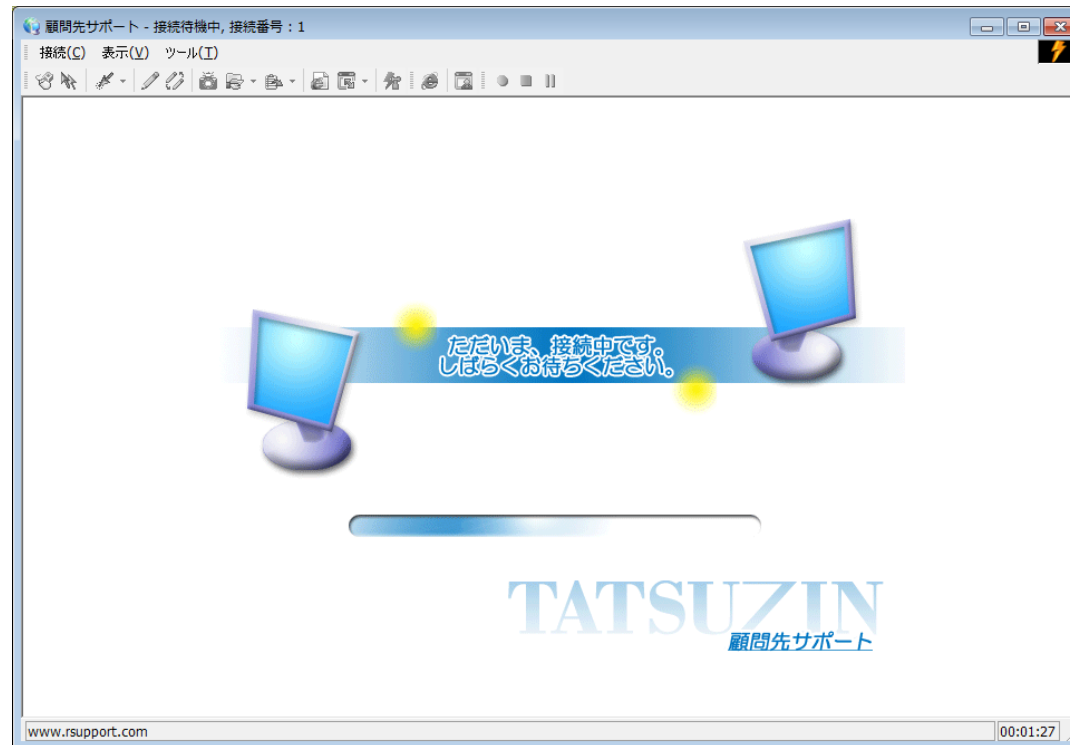 顧問先サポート - 接続待機中, 接続番号 : 1
接続(C) 表示(V) ツール(T)
ただいま、接続中です。
しばらくお待ちください。
TATSUZIN
顧問先サポート
www.rsupport.com 00:01:27